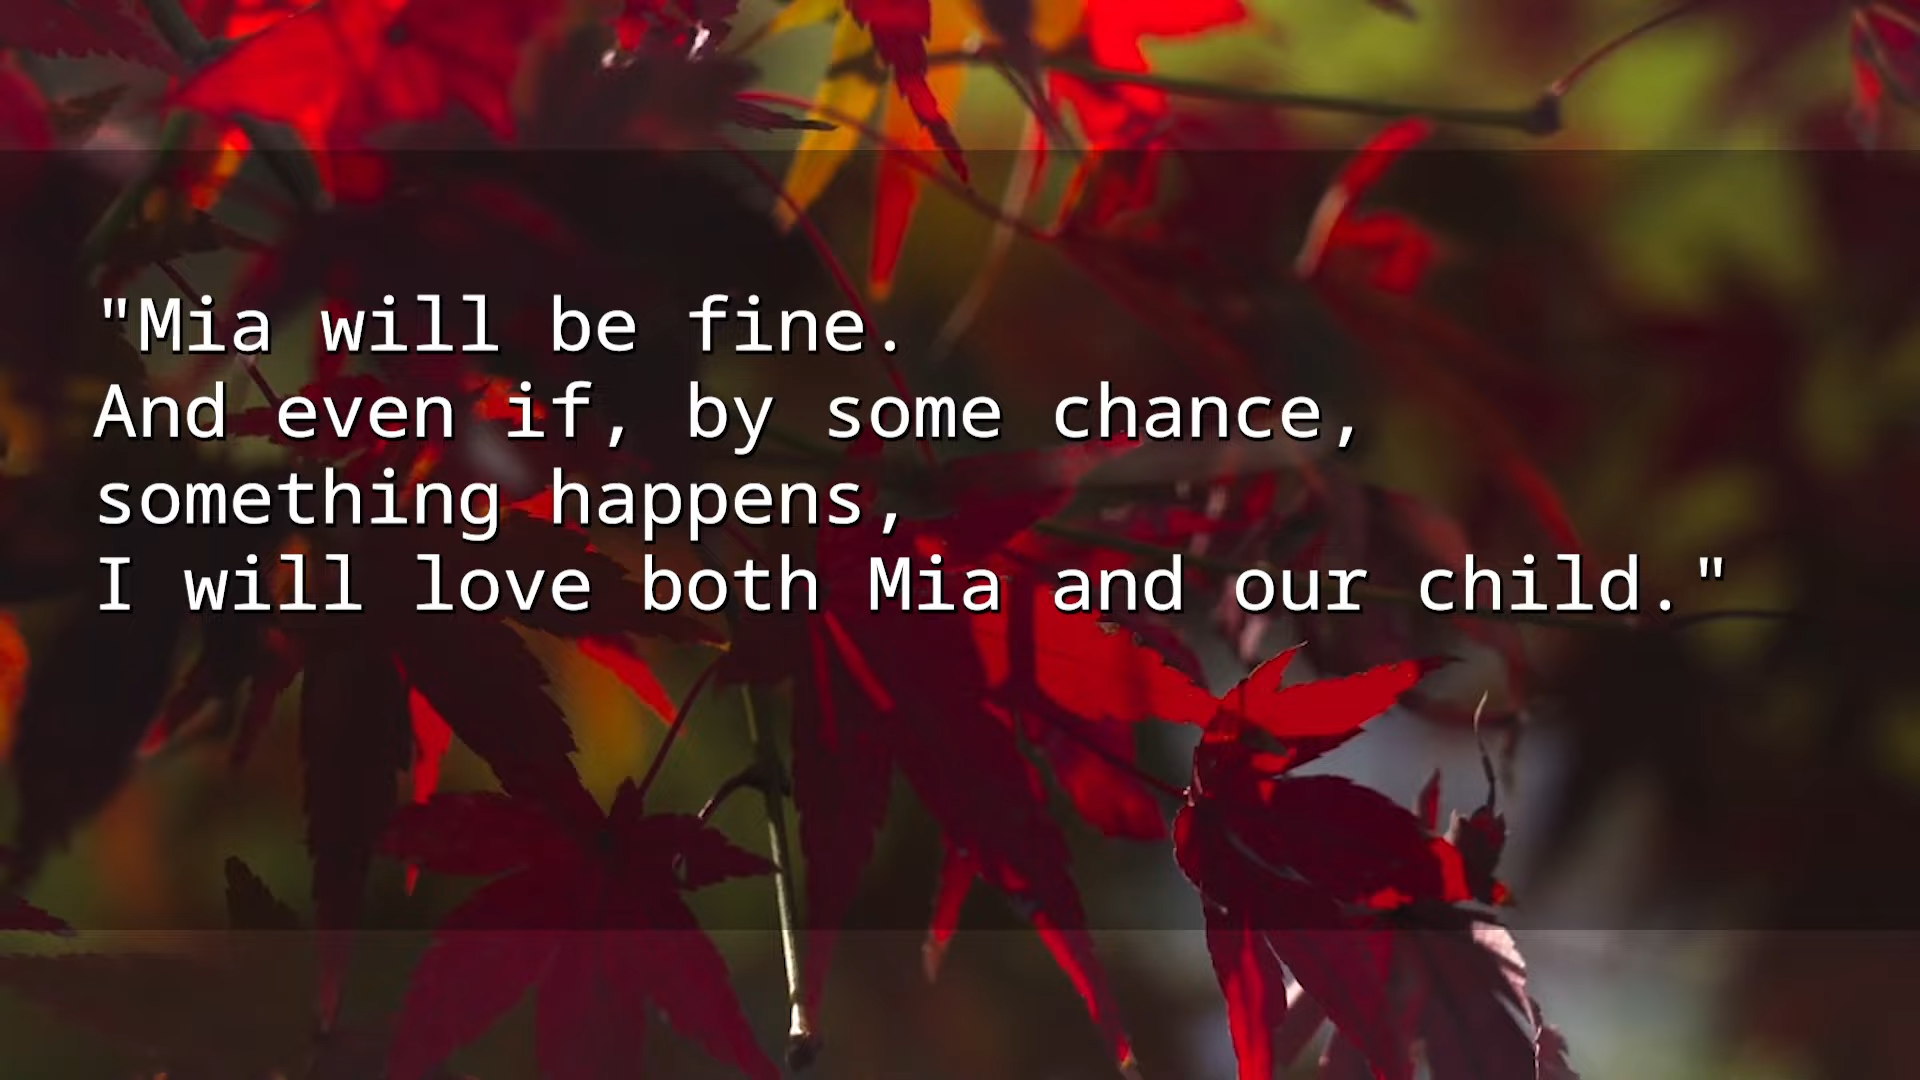 "Mia will be fine.
And even if, by some chance,
something happens,
I will love both Mia and our child."